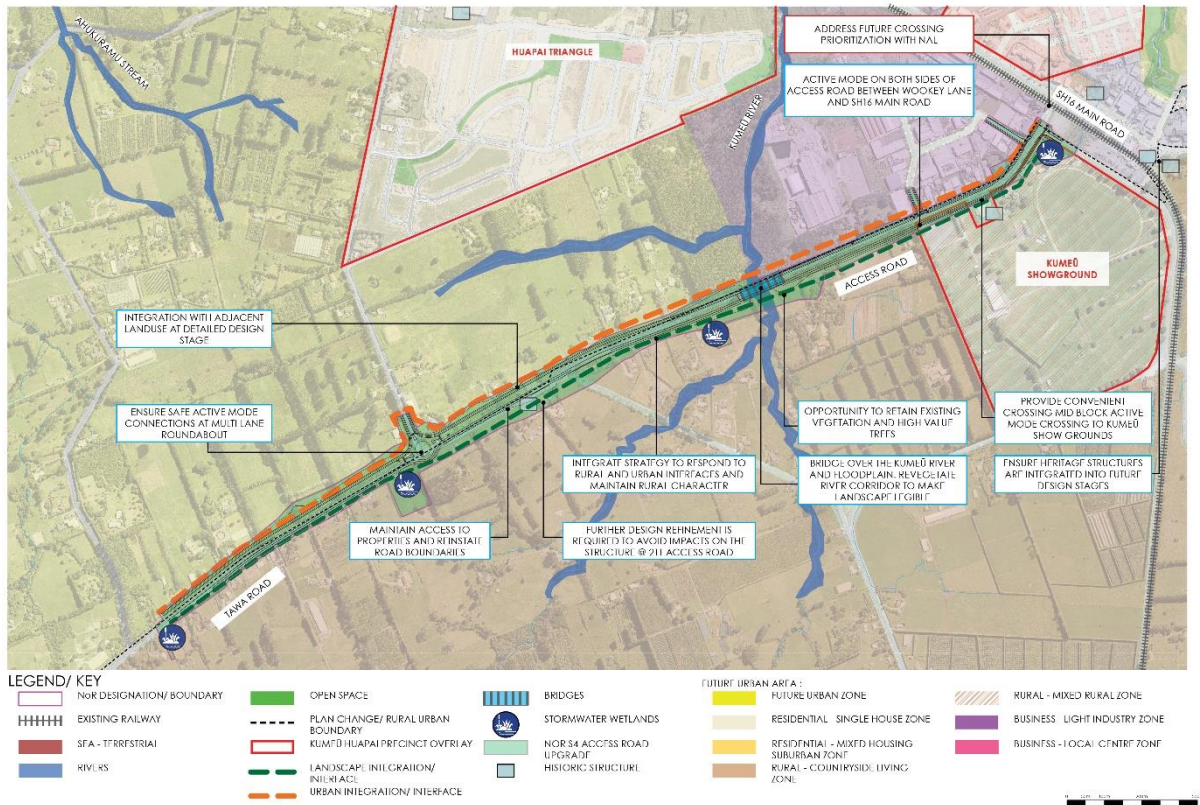 AHUKURAMU STREAM
HUAPAI TRIANGLE
KUMEŪ RIVER
ADDRESS FUTURE CROSSING
PRIORITIZATION WITH NAL
ACTIVE MODE ON BOTH SIDES OF
ACCESS ROAD BETWEEN WOOKEY LANE
AND SH16 MAIN ROAD
SH16 MAIN ROAD
KUMEŪ
SHOWGROUND
ACCESS ROAD
INTEGRATION WITH ADJACENT
LANDUSE AT DETAILED DESIGN
STAGE
ENSURE SAFE ACTIVE MODE
CONNECTIONS AT MULTI LANE
ROUNDABOUT
OPPORTUNITY TO RETAIN EXISTING
VEGETATION AND HIGH VALUE
TREES
PROVIDE CONVENIENT
CROSSING MID BLOCK ACTIVE
MODE CROSSING TO KUMEŪ
SHOW GROUNDS
INTEGRATE STRATEGY TO RESPOND TO
RURAL AND URBAN INTERFACES AND
MAINTAIN RURAL CHARACTER
BRIDGE OVER THE KUMEŪ RIVER
AND FLOODPLAIN. REVEGETATE
RIVER CORRIDOR TO MAKE
LANDSCAPE LEGIBLE
ENSURE HERITAGE STRUCTURES
ARE INTEGRATED INTO FUTURE
DESIGN STAGES
MAINTAIN ACCESS TO
PROPERTIES AND REINSTATE
ROAD BOUNDARIES
FURTHER DESIGN REFINEMENT IS
REQUIRED TO AVOID IMPACTS ON THE
STRUCTURE @ 211 ACCESS ROAD
TAWA ROAD
LEGEND/ KEY
NoR DESIGNATION/ BOUNDARY
EXISTING RAILWAY
SEA - TERRESTRIAL
RIVERS
OPEN SPACE
PLAN CHANGE/ RURAL URBAN
BOUNDARY
KUMEŪ HUAPAI PRECINCT OVERLAY
LANDSCAPE INTEGRATION/
INTERFACE
URBAN INTEGRATION/ INTERFACE
BRIDGES
STORMWATER WETLANDS
NOR S4 ACCESS ROAD
UPGRADE
HISTORIC STRUCTURE
FUTURE URBAN AREA :
FUTURE URBAN ZONE
RESIDENTIAL - SINGLE HOUSE ZONE
RESIDENTIAL - MIXED HOUSING
SUBURBAN ZONE
RURAL - COUNTRYSIDE LIVING
ZONE
RURAL - MIXED RURAL ZONE
BUSINESS - LIGHT INDUSTRY ZONE
BUSINESS - LOCAL CENTRE ZONE